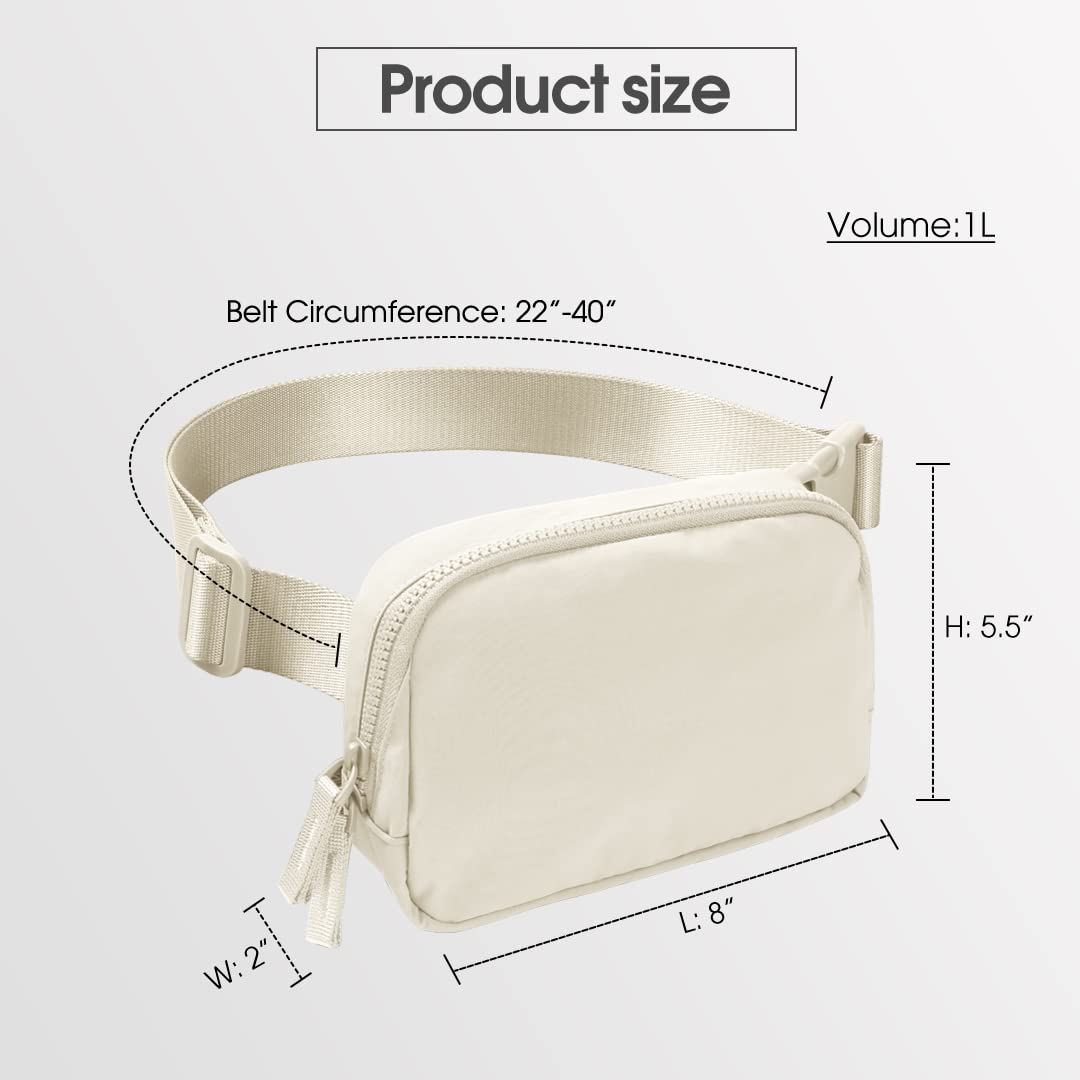 Product size
Volume:1L
Belt Circumference: 22”-40”
H: 5.5”
L: 8”
W: 2”